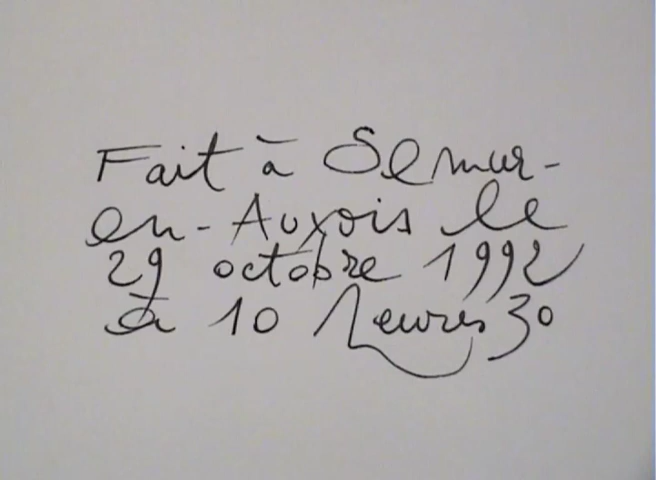 Fait à Semur-
en-Auxois le
29 octobre 1992
à 10 heures 30